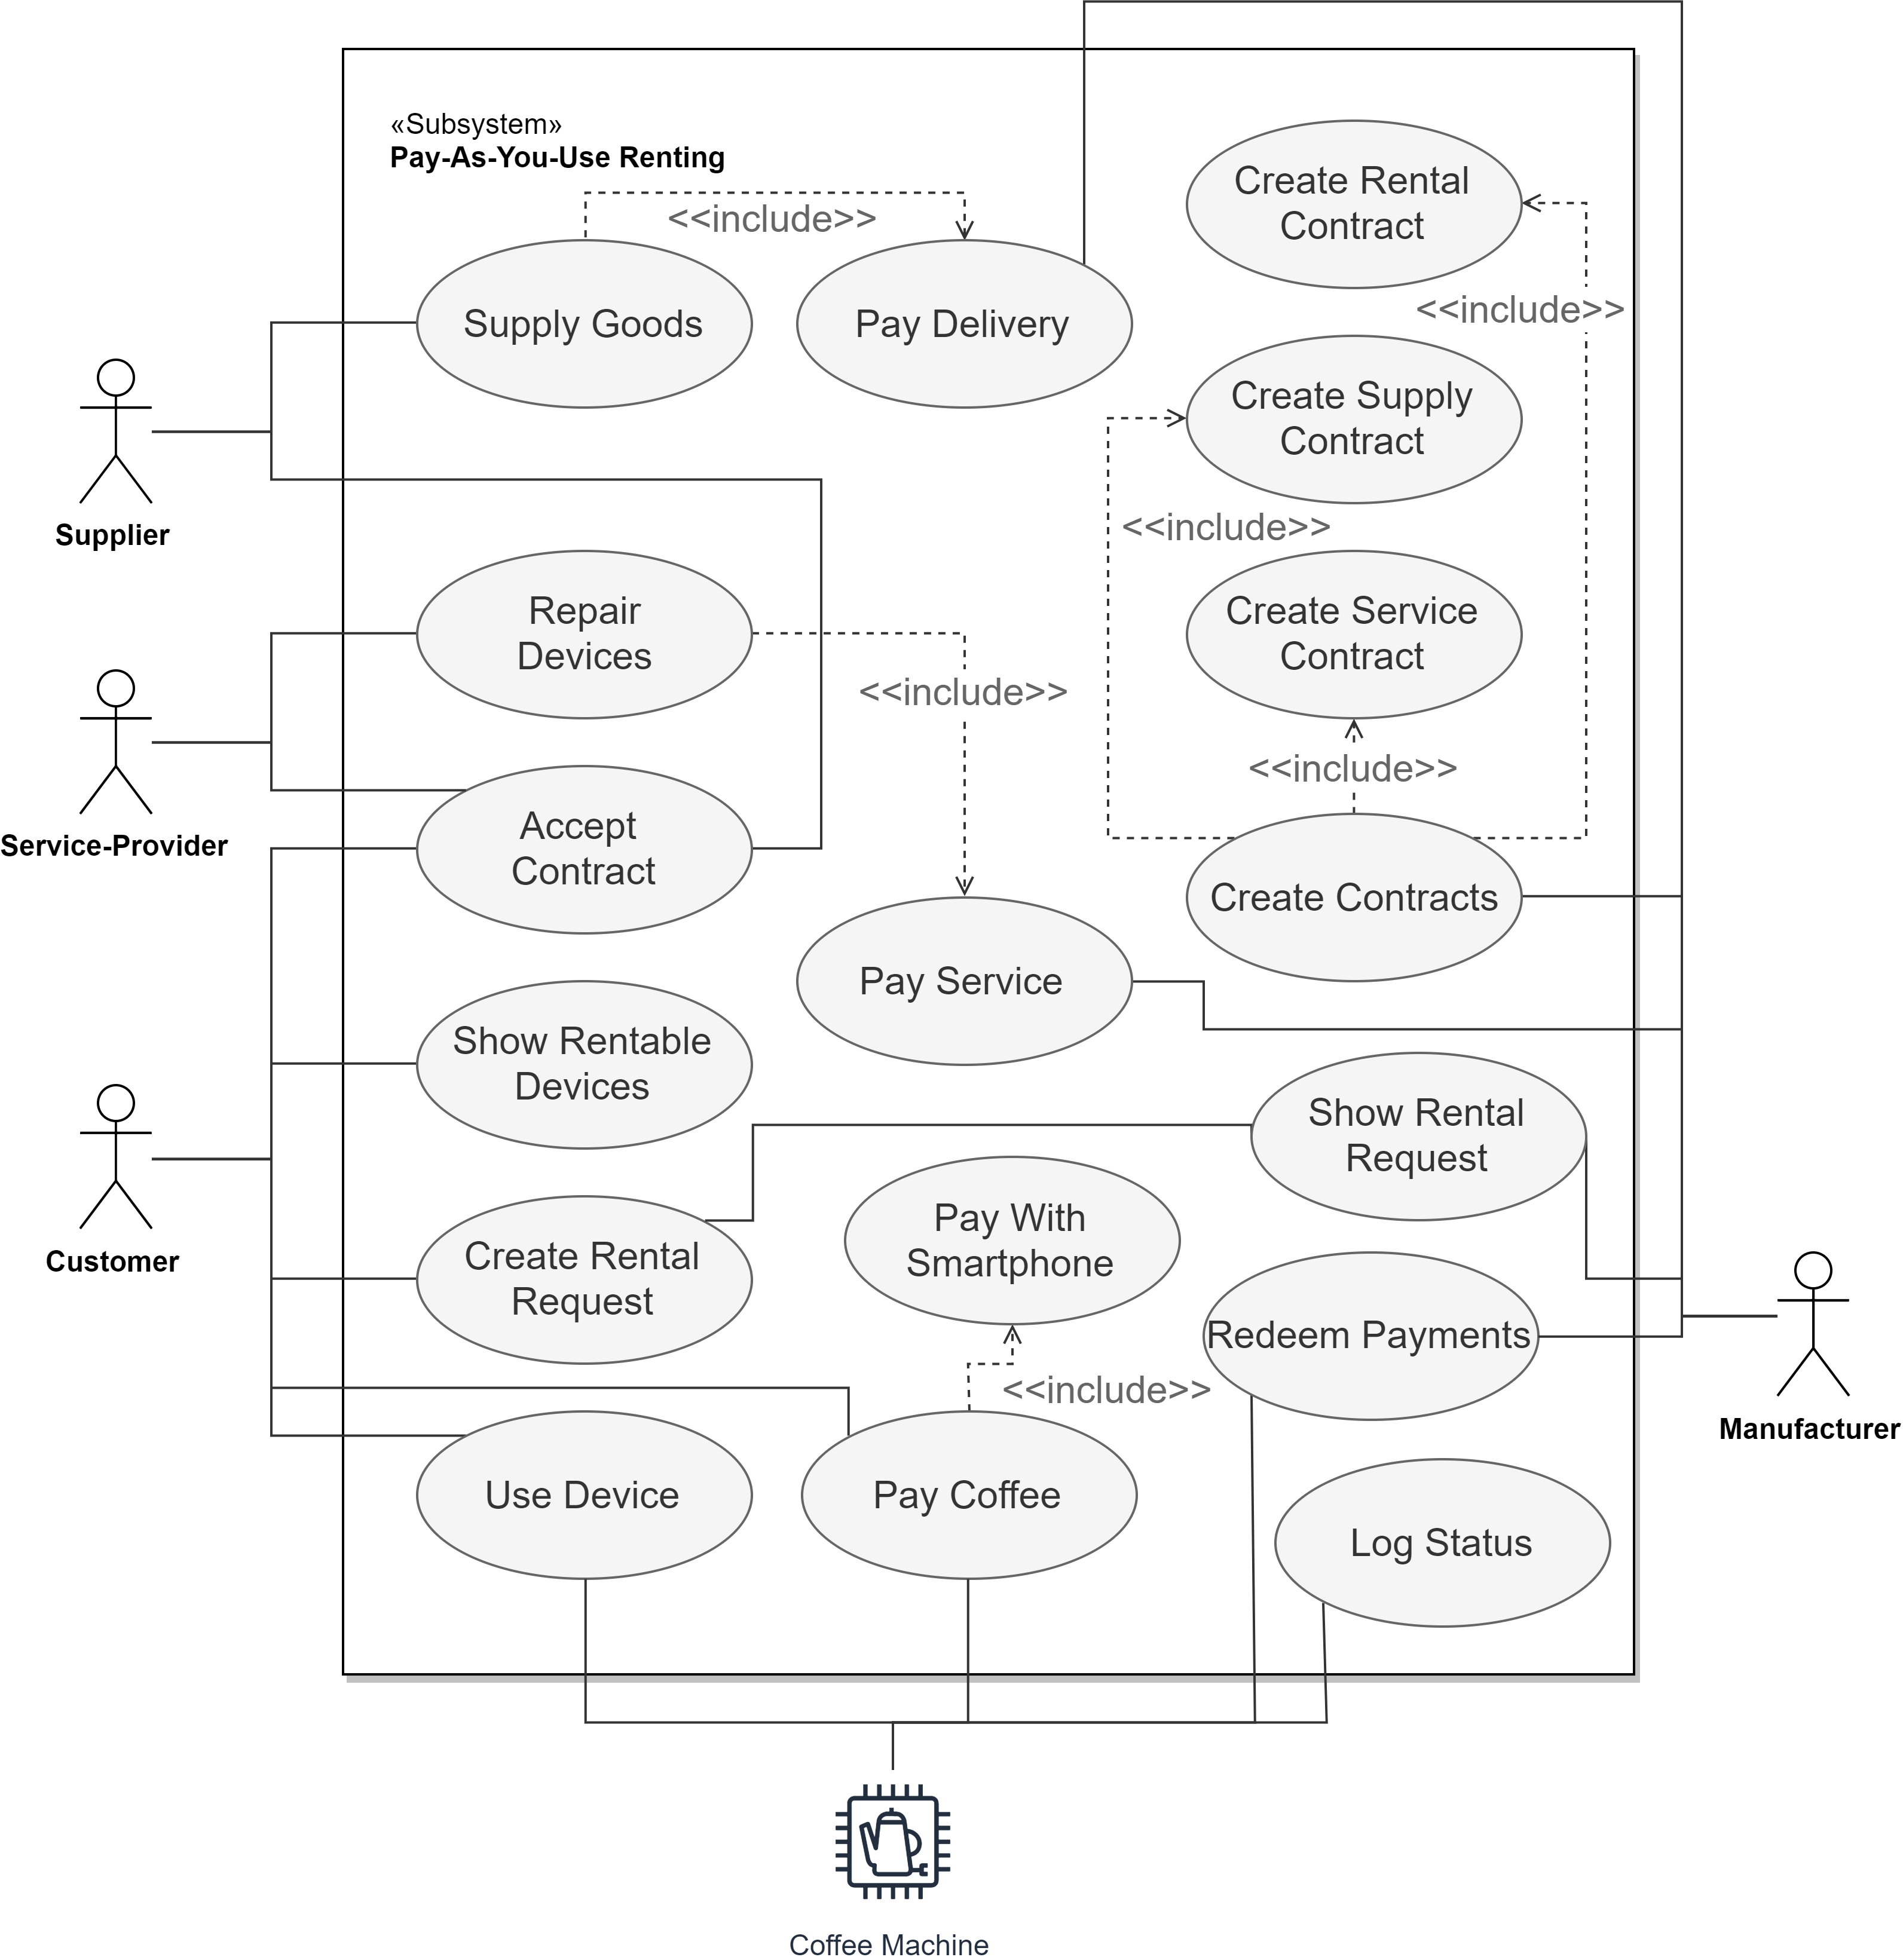 «Subsystem»
Pay-As-You-Use Renting
<<include>>
Create Rental
Contract
Supply Goods
Pay Delivery
<<include>>
Create Supply
Contract
Supplier
<<include>>
Repair
Devices
Create Service
Contract
<<include>>
<<include>>
Service-Provider
Accept
Contract
Create Contracts
Pay Service
Show Rentable
Devices
Show Rental
Request
Customer
Pay With
Smartphone
Create Rental
Request
Redeem Payments
<<include>>
Manufacturer
Use Device
Pay Coffee
Log Status
Coffee Machine